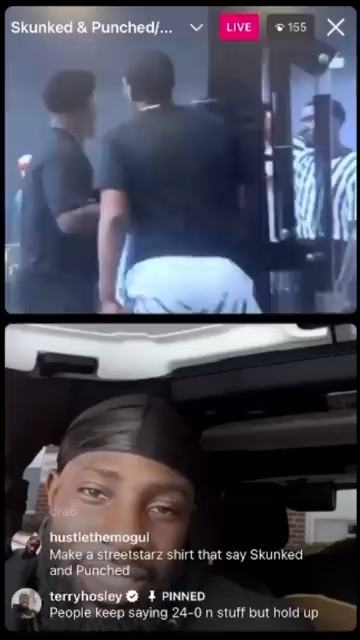 Skunked & Punched/...
LIVE
155
hustlethemogul
Make a streetstarz shirt that say Skunked
and Punched
terryhosley PINNED
People keep saying 24-0 n stuff but hold up